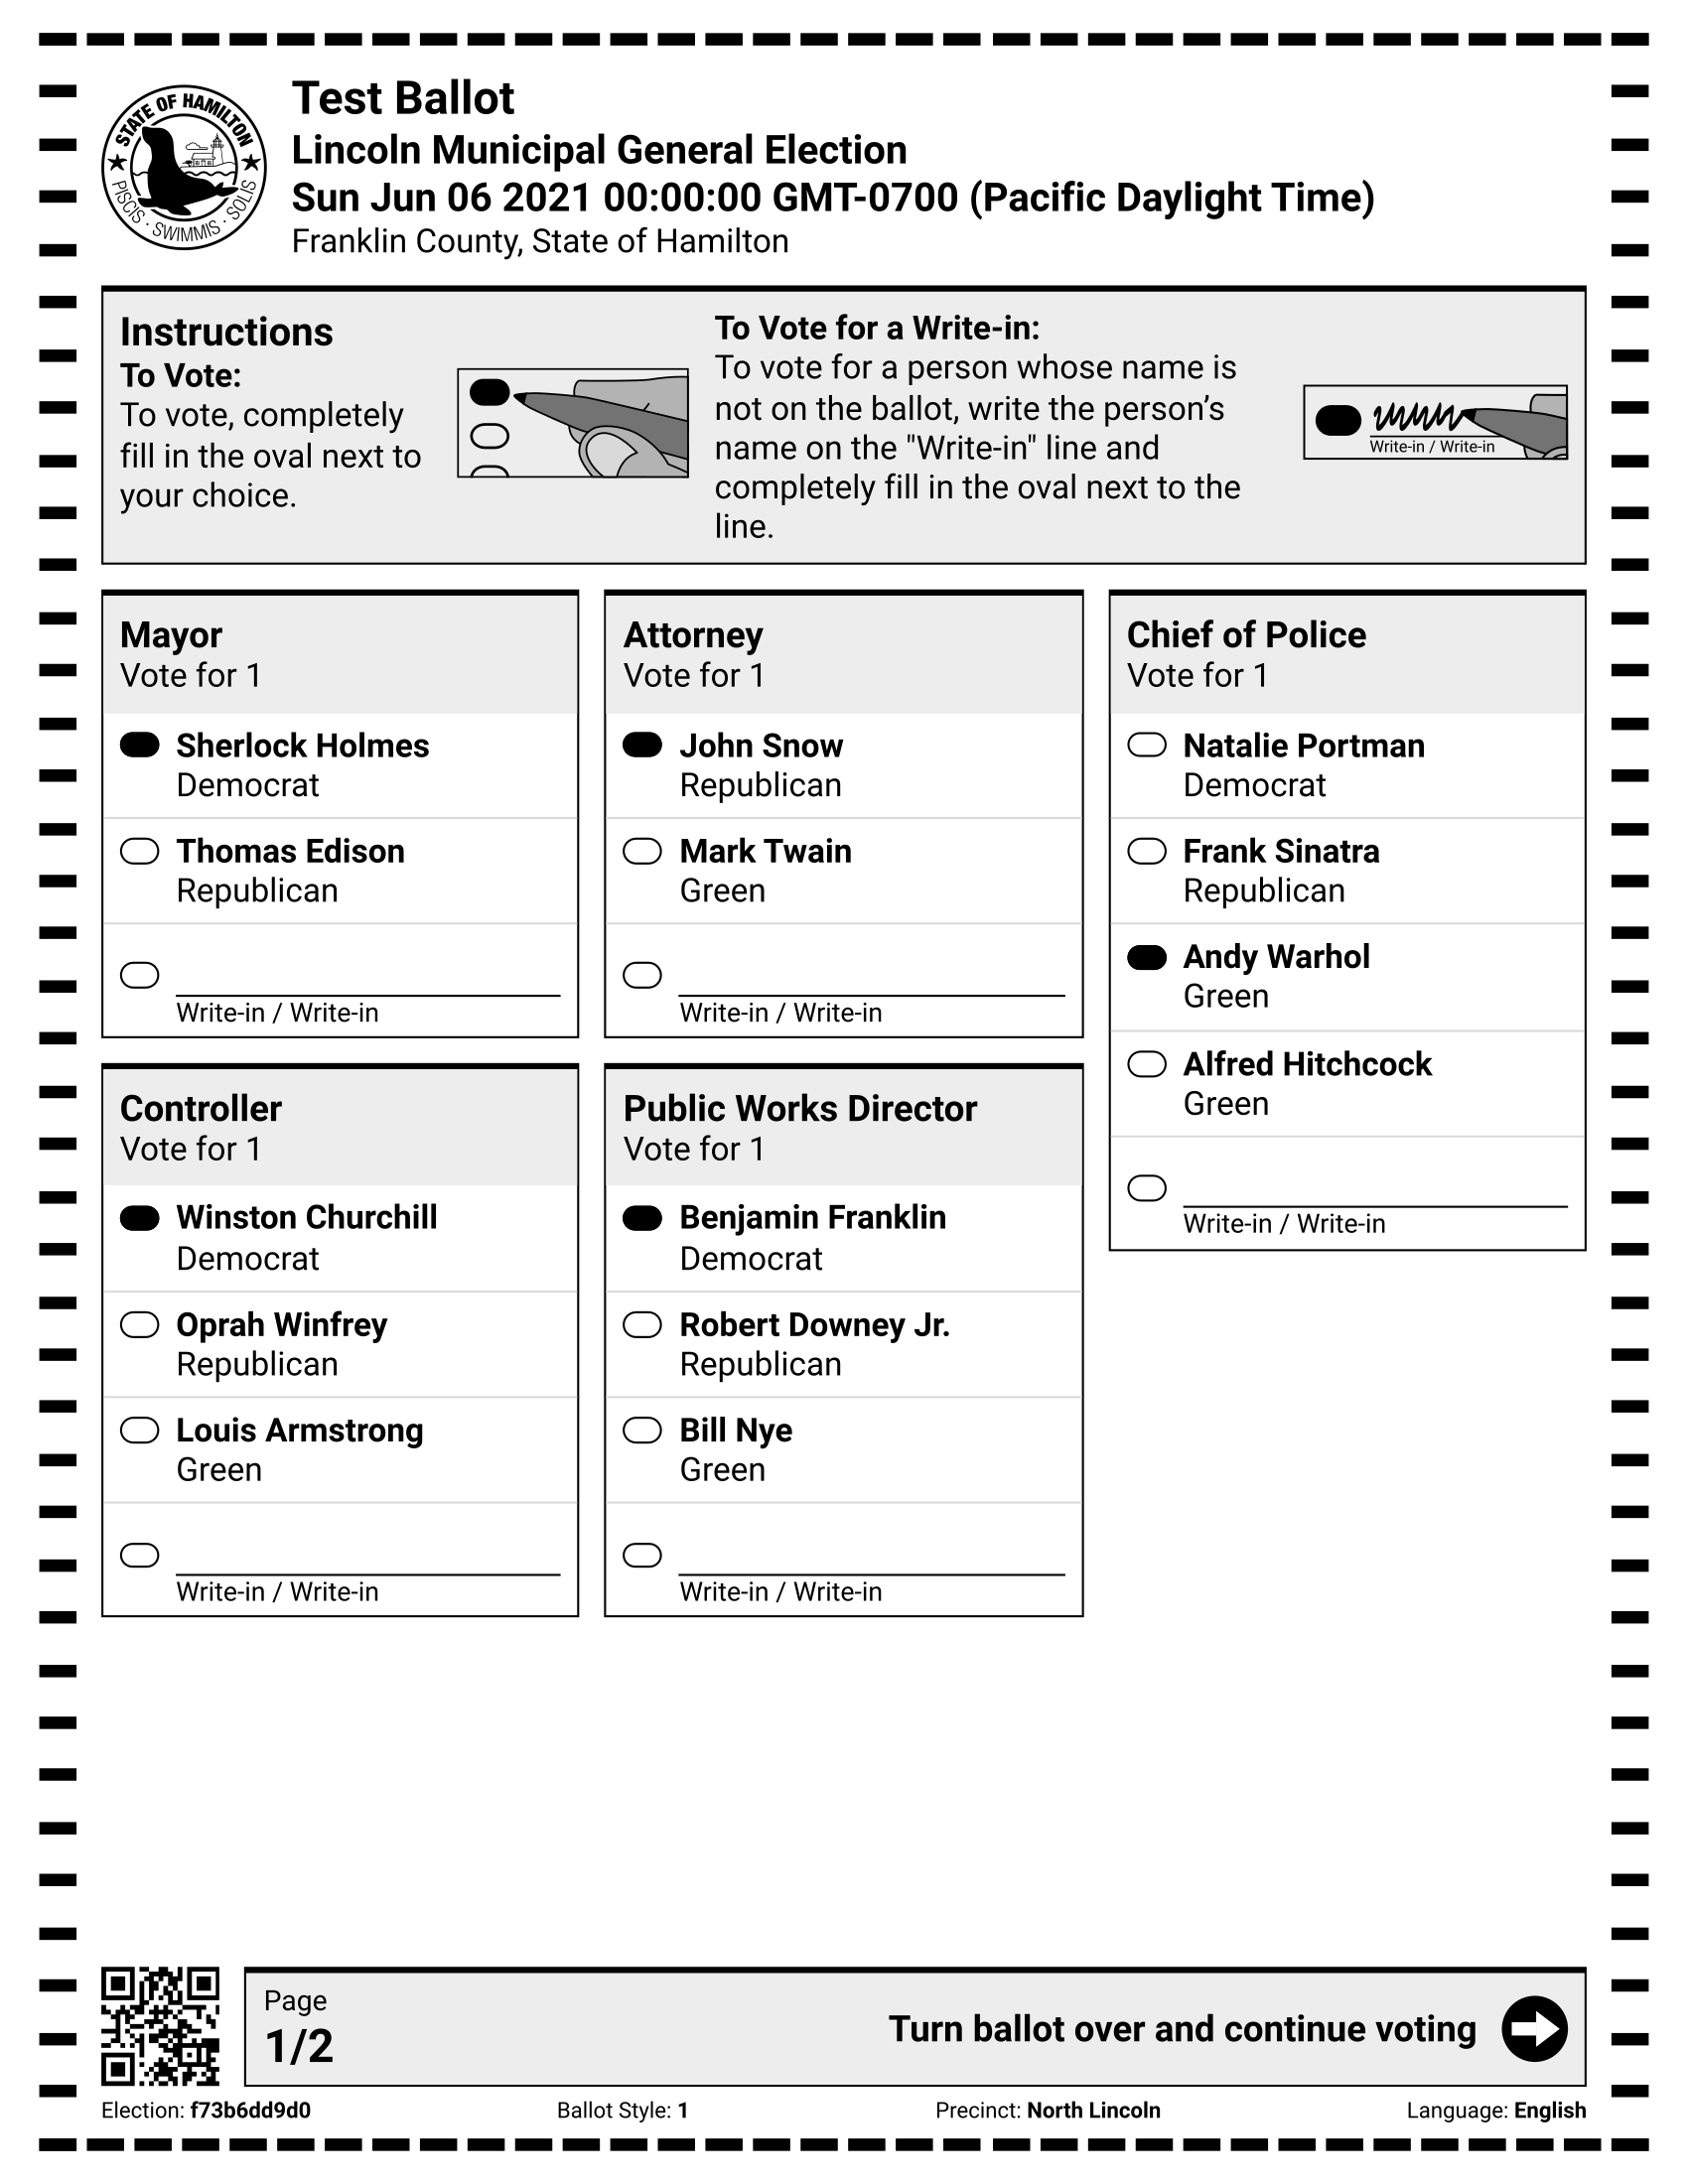 STATE OF HAMILTON
PISCIS · SWIMMIS · SOLIS
Test Ballot
Lincoln Municipal General Election
Sun Jun 06 2021 00:00:00 GMT-0700 (Pacific Daylight Time)
Franklin County, State of Hamilton
Instructions
To Vote:
To vote, completely
fill in the oval next to
your choice.
To Vote for a Write-in:
To vote for a person whose name is
not on the ballot, write the person’s
name on the "Write-in" line and
completely fill in the oval next to the
line.
Write-in / Write-in
Mayor
Vote for 1
Sherlock Holmes
Democrat
Thomas Edison
Republican
Write-in / Write-in
Controller
Vote for 1
Winston Churchill
Democrat
Oprah Winfrey
Republican
Louis Armstrong
Green
Write-in / Write-in
Attorney
Vote for 1
John Snow
Republican
Mark Twain
Green
Write-in / Write-in
Public Works Director
Vote for 1
Benjamin Franklin
Democrat
Robert Downey Jr.
Republican
Bill Nye
Green
Write-in / Write-in
Chief of Police
Vote for 1
Natalie Portman
Democrat
Frank Sinatra
Republican
Andy Warhol
Green
Alfred Hitchcock
Green
Write-in / Write-in
Page
1/2
Turn ballot over and continue voting
Election: f73b6dd9d0 Ballot Style: 1 Precinct: North Lincoln Language: English